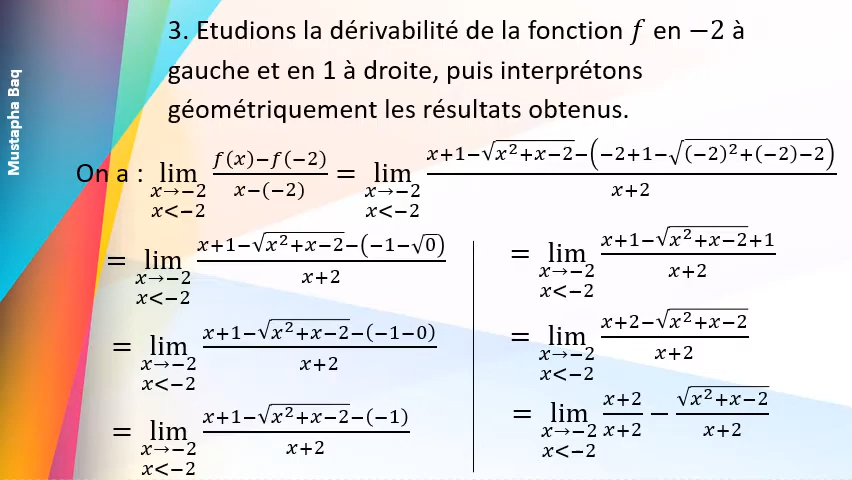 Mustapha Baq
3. Etudions la dérivabilité de la fonction f en −2 à
gauche et en 1 à droite, puis interprétons
géométriquement les résultats obtenus.
On a : lim_{x→−2, x<−2} (f(x)−f(−2))/(x−(−2)) = lim_{x→−2, x<−2} (x+1−√(x²+x−2)−(−2+1−√((−2)²+(−2)−2)))/(x+2)
= lim_{x→−2, x<−2} (x+1−√(x²+x−2)−(−1−√0))/(x+2)
= lim_{x→−2, x<−2} (x+1−√(x²+x−2)−(−1−0))/(x+2)
= lim_{x→−2, x<−2} (x+1−√(x²+x−2)−(−1))/(x+2)
= lim_{x→−2, x<−2} (x+1−√(x²+x−2)+1)/(x+2)
= lim_{x→−2, x<−2} (x+2−√(x²+x−2))/(x+2)
= lim_{x→−2, x<−2} (x+2)/(x+2) − √(x²+x−2)/(x+2)